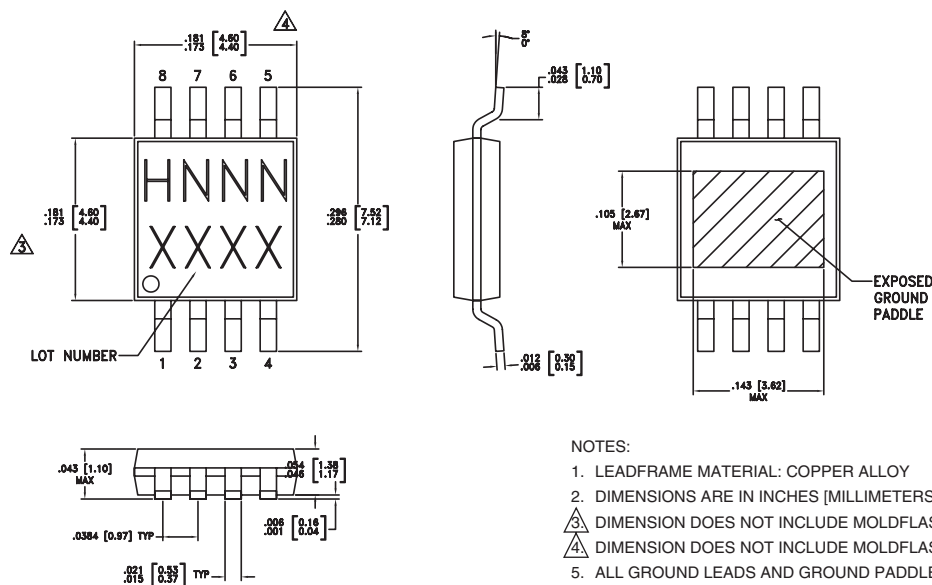 4
.181 [4.60]
.173 [4.40]
8 7 6 5
8°
0°
.043 [1.10]
.028 [0.70]
HNNN
XXXX
.181 [4.60]
.173 [4.40]
3
.296 [7.52]
.280 [7.12]
LOT NUMBER
1 2 3 4
.012 [0.30]
.006 [0.15]
.105 [2.67]
MAX
EXPOSED
GROUND
PADDLE
.143 [3.62]
MAX
.043 [1.10]
MAX
.054 [1.38]
.046 [1.17]
.006 [0.16]
.001 [0.04]
.0384 [0.97] TYP
.021 [0.53]
.015 [0.37] TYP
NOTES:
1. LEADFRAME MATERIAL: COPPER ALLOY
2. DIMENSIONS ARE IN INCHES [MILLIMETERS
3. DIMENSION DOES NOT INCLUDE MOLDFLAS
4. DIMENSION DOES NOT INCLUDE MOLDFLAS
5. ALL GROUND LEADS AND GROUND PADDLE